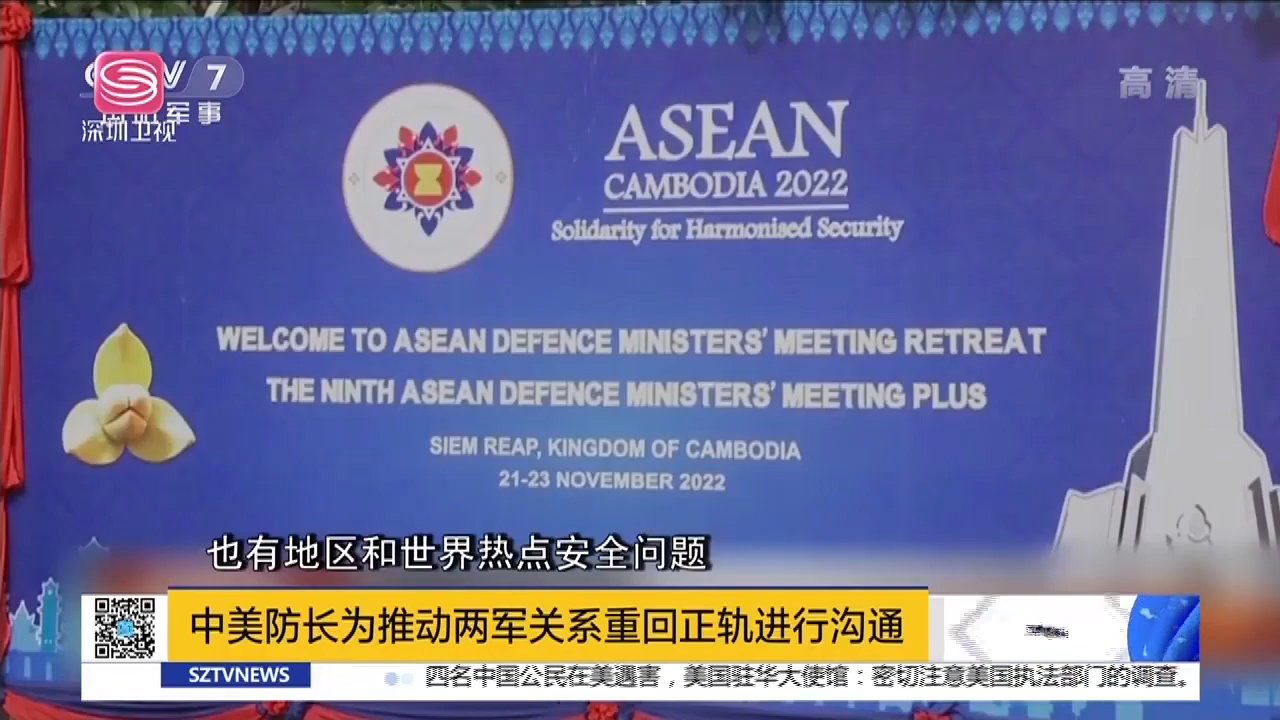 7
军事
深圳卫视
高清
ASEAN
CAMBODIA 2022
Solidarity for Harmonised Security
WELCOME TO ASEAN DEFENCE MINISTERS' MEETING RETREAT
THE NINTH ASEAN DEFENCE MINISTERS' MEETING PLUS
SIEM REAP, KINGDOM OF CAMBODIA
21-23 NOVEMBER 2022
也有地区和世界热点安全问题
中美防长为推动两军关系重回正轨进行沟通
SZTVNEWS
四名中国公民在美遇害，美国驻华大使馆：密切注意美国执法部门的调查。